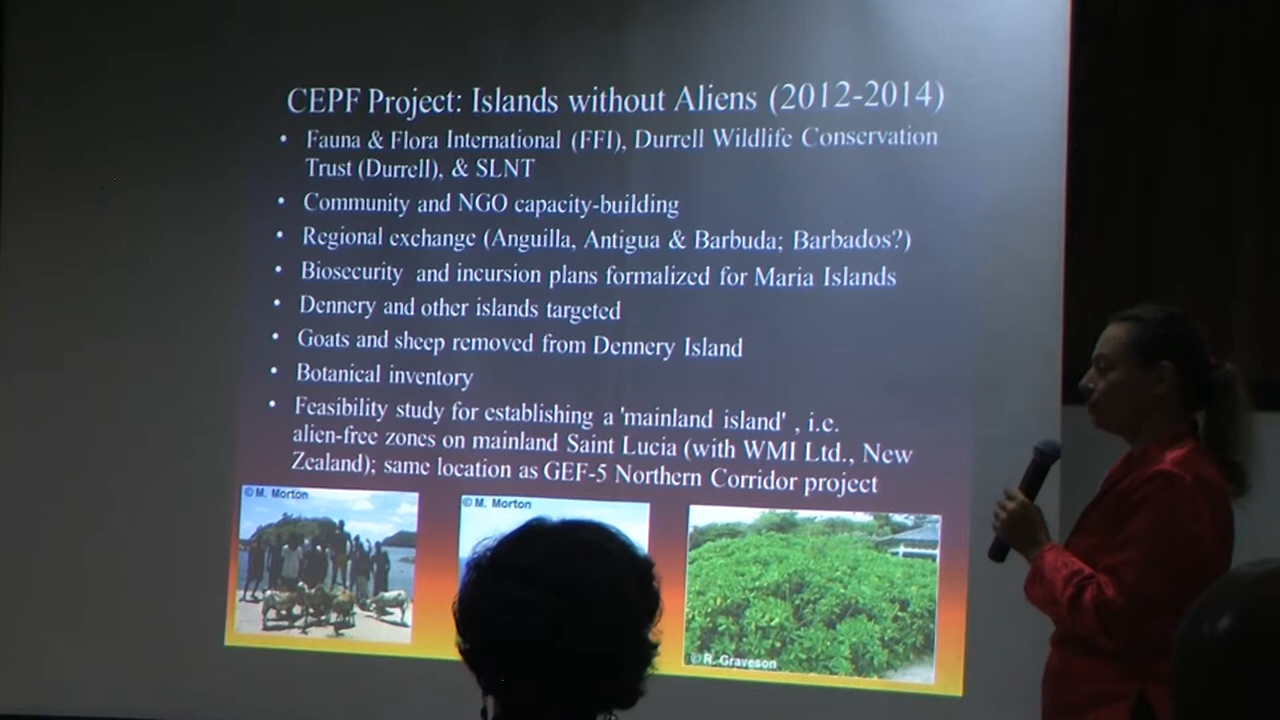 CEPF Project: Islands without Aliens (2012-2014)
• Fauna & Flora International (FFI), Durrell Wildlife Conservation
Trust (Durrell), & SLNT
• Community and NGO capacity-building
• Regional exchange (Anguilla, Antigua & Barbuda; Barbados?)
• Biosecurity and incursion plans formalized for Maria Islands
• Dennery and other islands targeted
• Goats and sheep removed from Dennery Island
• Botanical inventory
• Feasibility study for establishing a 'mainland island' , i.e.
alien-free zones on mainland Saint Lucia (with WMI Ltd., New
Zealand); same location as GEF-5 Northern Corridor project
© M. Morton
© M. Morton
© R. Graveson